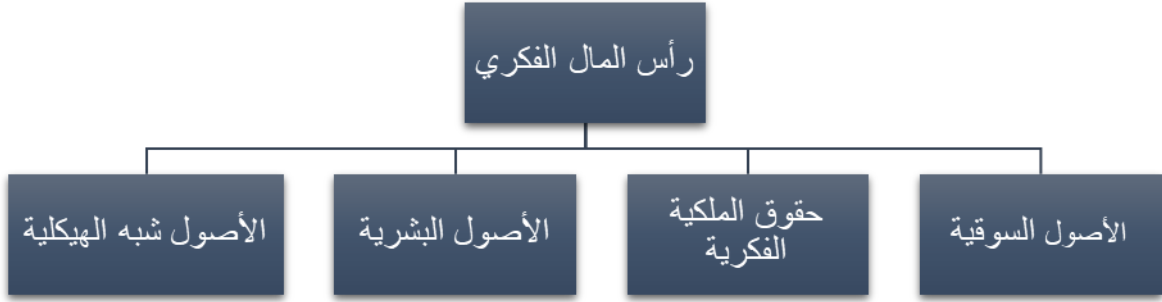 رأس المال الفكري
الأصول السوقية
حقوق الملكية
الفكرية
الأصول البشرية
الأصول شبه الهيكلية